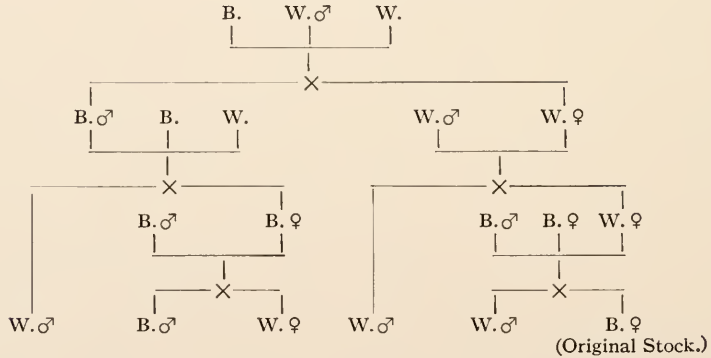 B. W.♂ W.
×
B.♂ B. W. W.♂ W.♀
× ×
B.♂ B.♀ B.♂ B.♀ W.♀
× ×
W.♂ B.♂ W.♀ W.♂ W.♂ B.♀
(Original Stock.)